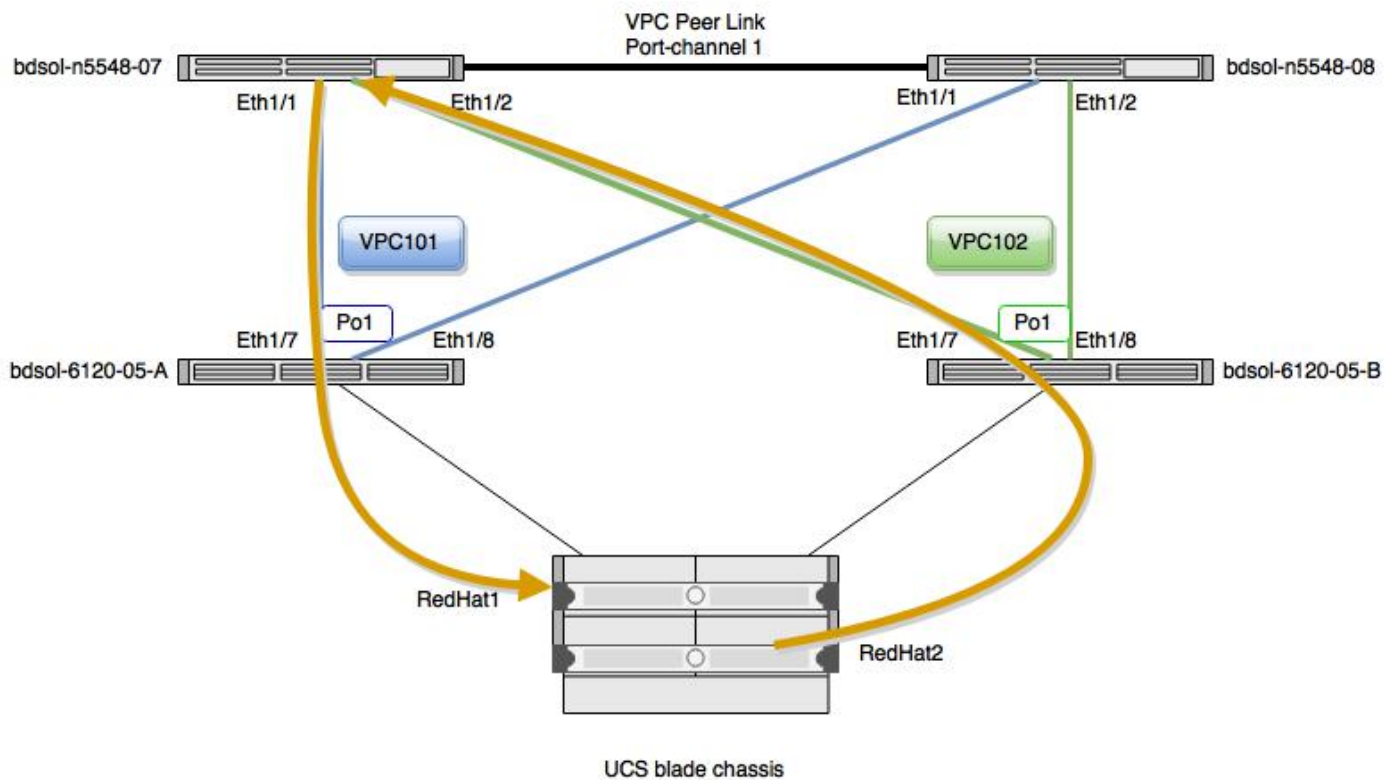 VPC Peer Link
Port-channel 1
bdsol-n5548-07
bdsol-n5548-08
Eth1/1
Eth1/2
Eth1/1
Eth1/2
VPC101
VPC102
Po1
Po1
Eth1/7
Eth1/8
Eth1/7
Eth1/8
bdsol-6120-05-A
bdsol-6120-05-B
RedHat1
RedHat2
UCS blade chassis